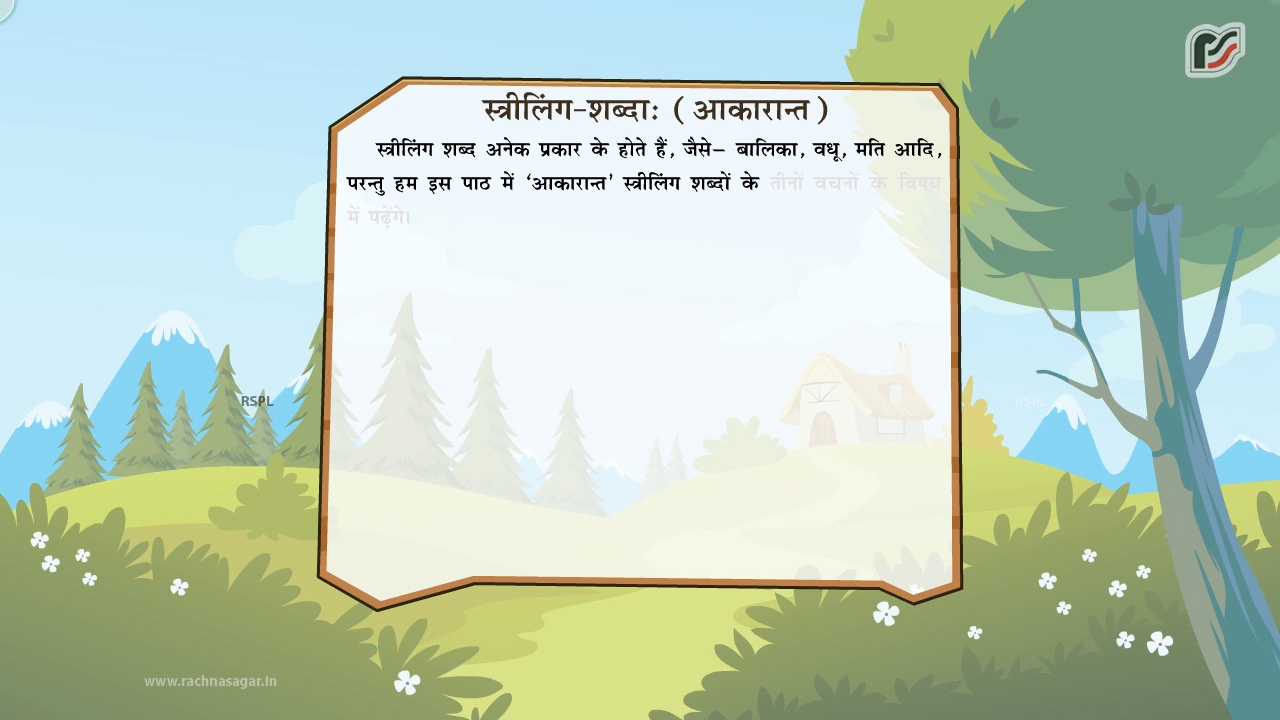 स्त्रीलिंग-शब्दाः (आकारान्त)
स्त्रीलिंग शब्द अनेक प्रकार के होते हैं, जैसे– बालिका, वधू, मति आदि,
परन्तु हम इस पाठ में ‘आकारान्त’ स्त्रीलिंग शब्दों के तीनों वचनों के विषय
में पढ़ेंगे।
RSPL
RSPL
www.rachnasagar.in